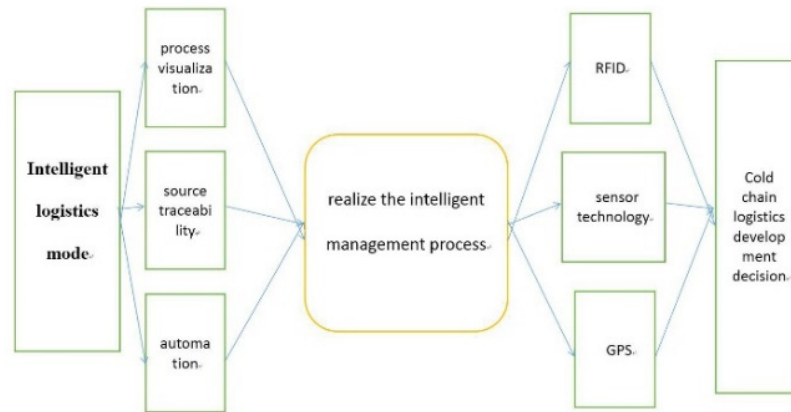 Intelligent
logistics
mode
process
visualiza
tion
source
traceabi
lity
automa
tion
realize the intelligent
management process
RFID
sensor
technology
GPS
Cold
chain
logistics
develop
ment
decision